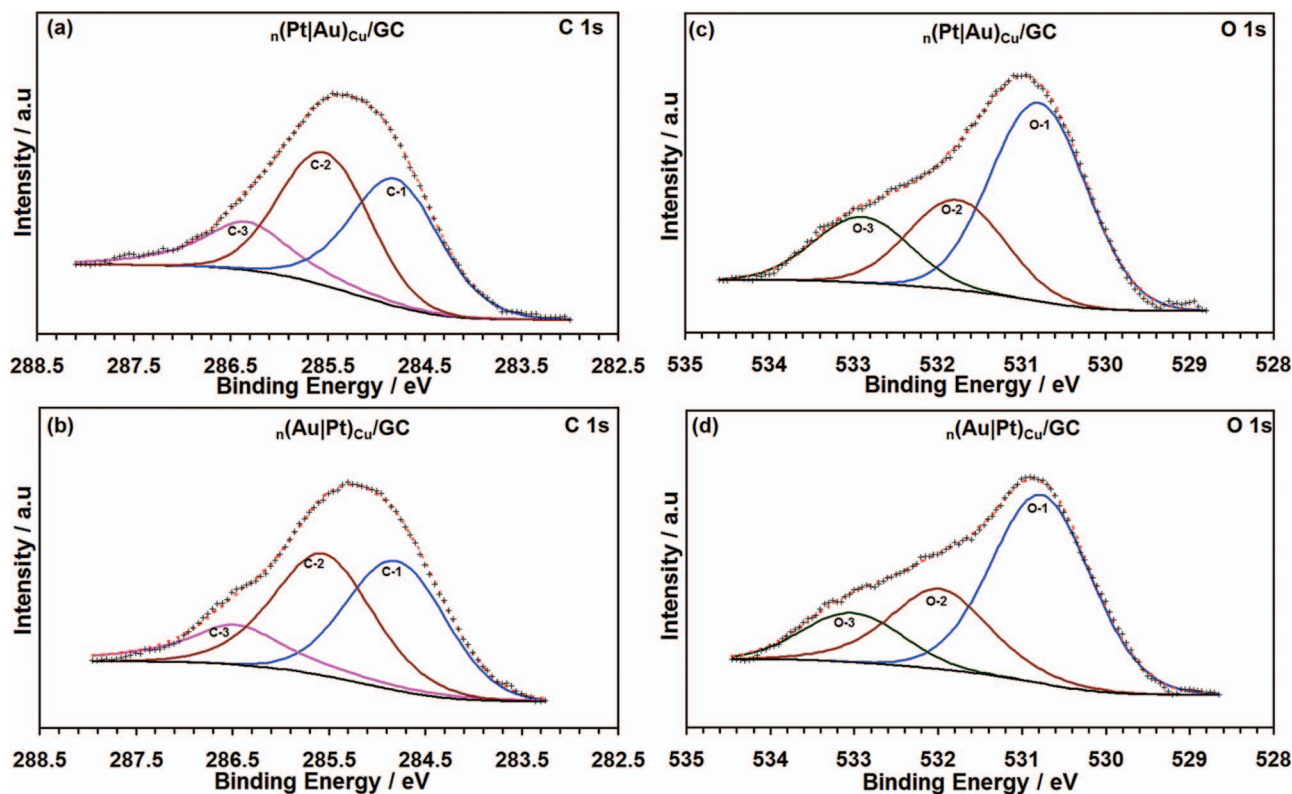 (a)
n(Pt|Au)Cu/GC
C 1s
C-1
C-2
C-3
Intensity / a.u
288.5 287.5 286.5 285.5 284.5 283.5 282.5
Binding Energy / eV
(c)
n(Pt|Au)Cu/GC
O 1s
O-1
O-2
O-3
Intensity / a.u
535 534 533 532 531 530 529 528
Binding Energy / eV
(b)
n(Au|Pt)Cu/GC
C 1s
C-2
C-1
C-3
Intensity / a.u
288.5 287.5 286.5 285.5 284.5 283.5 282.5
Binding Energy / eV
(d)
n(Au|Pt)Cu/GC
O 1s
O-1
O-2
O-3
Intensity / a.u
535 534 533 532 531 530 529 528
Binding Energy / eV